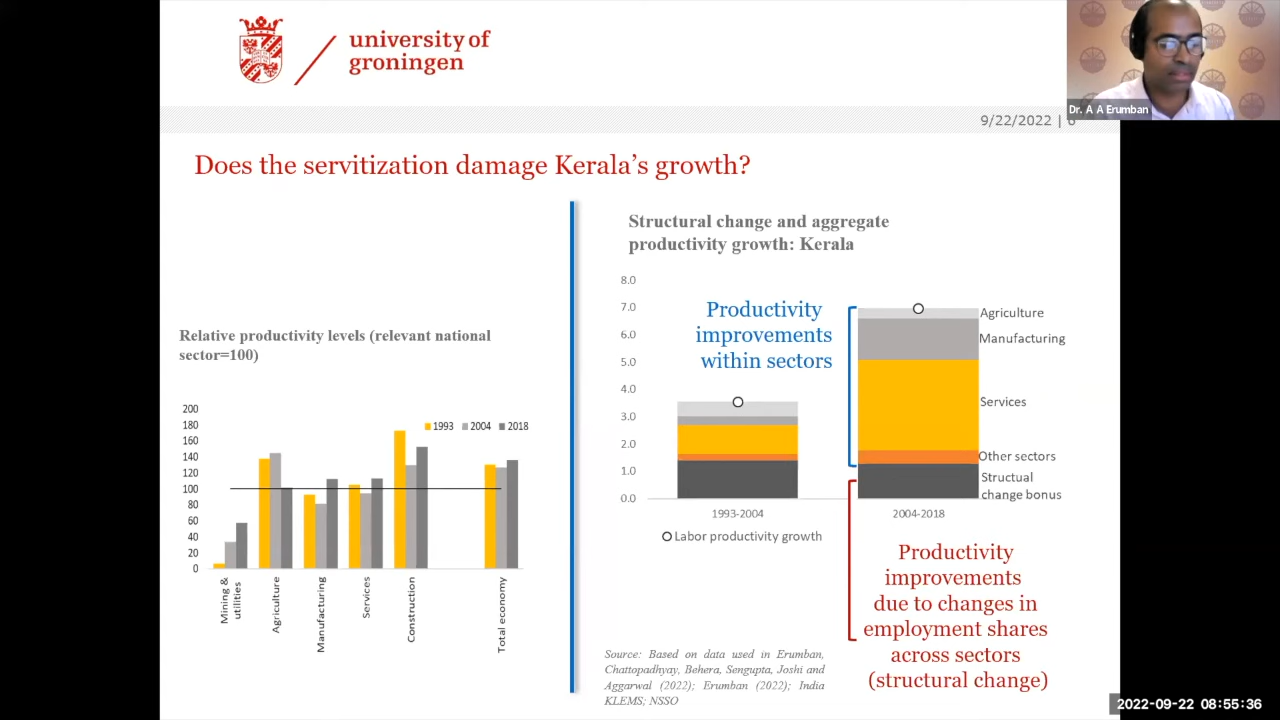 university of
groningen
Dr. A A Erumban
9/22/2022 | 6
Does the servitization damage Kerala's growth?
Relative productivity levels (relevant national
sector=100)
200
180
160
140
120
100
80
60
40
20
0
1993
2004
2018
Mining &
utilities
Agriculture
Manufacturing
Services
Construction
Total economy
Structural change and aggregate
productivity growth: Kerala
8.0
7.0
6.0
5.0
4.0
3.0
2.0
1.0
0.0
Productivity
improvements
within sectors
Agriculture
Manufacturing
Services
Other sectors
Structual
change bonus
1993-2004
2004-2018
Labor productivity growth
Productivity
improvements
due to changes in
employment shares
across sectors
(structural change)
Source: Based on data used in Erumban,
Chattopadhyay, Behera, Sengupta, Joshi and
Aggarwal (2022); Erumban (2022); India
KLEMS; NSSO
2022-09-22 08:55:36